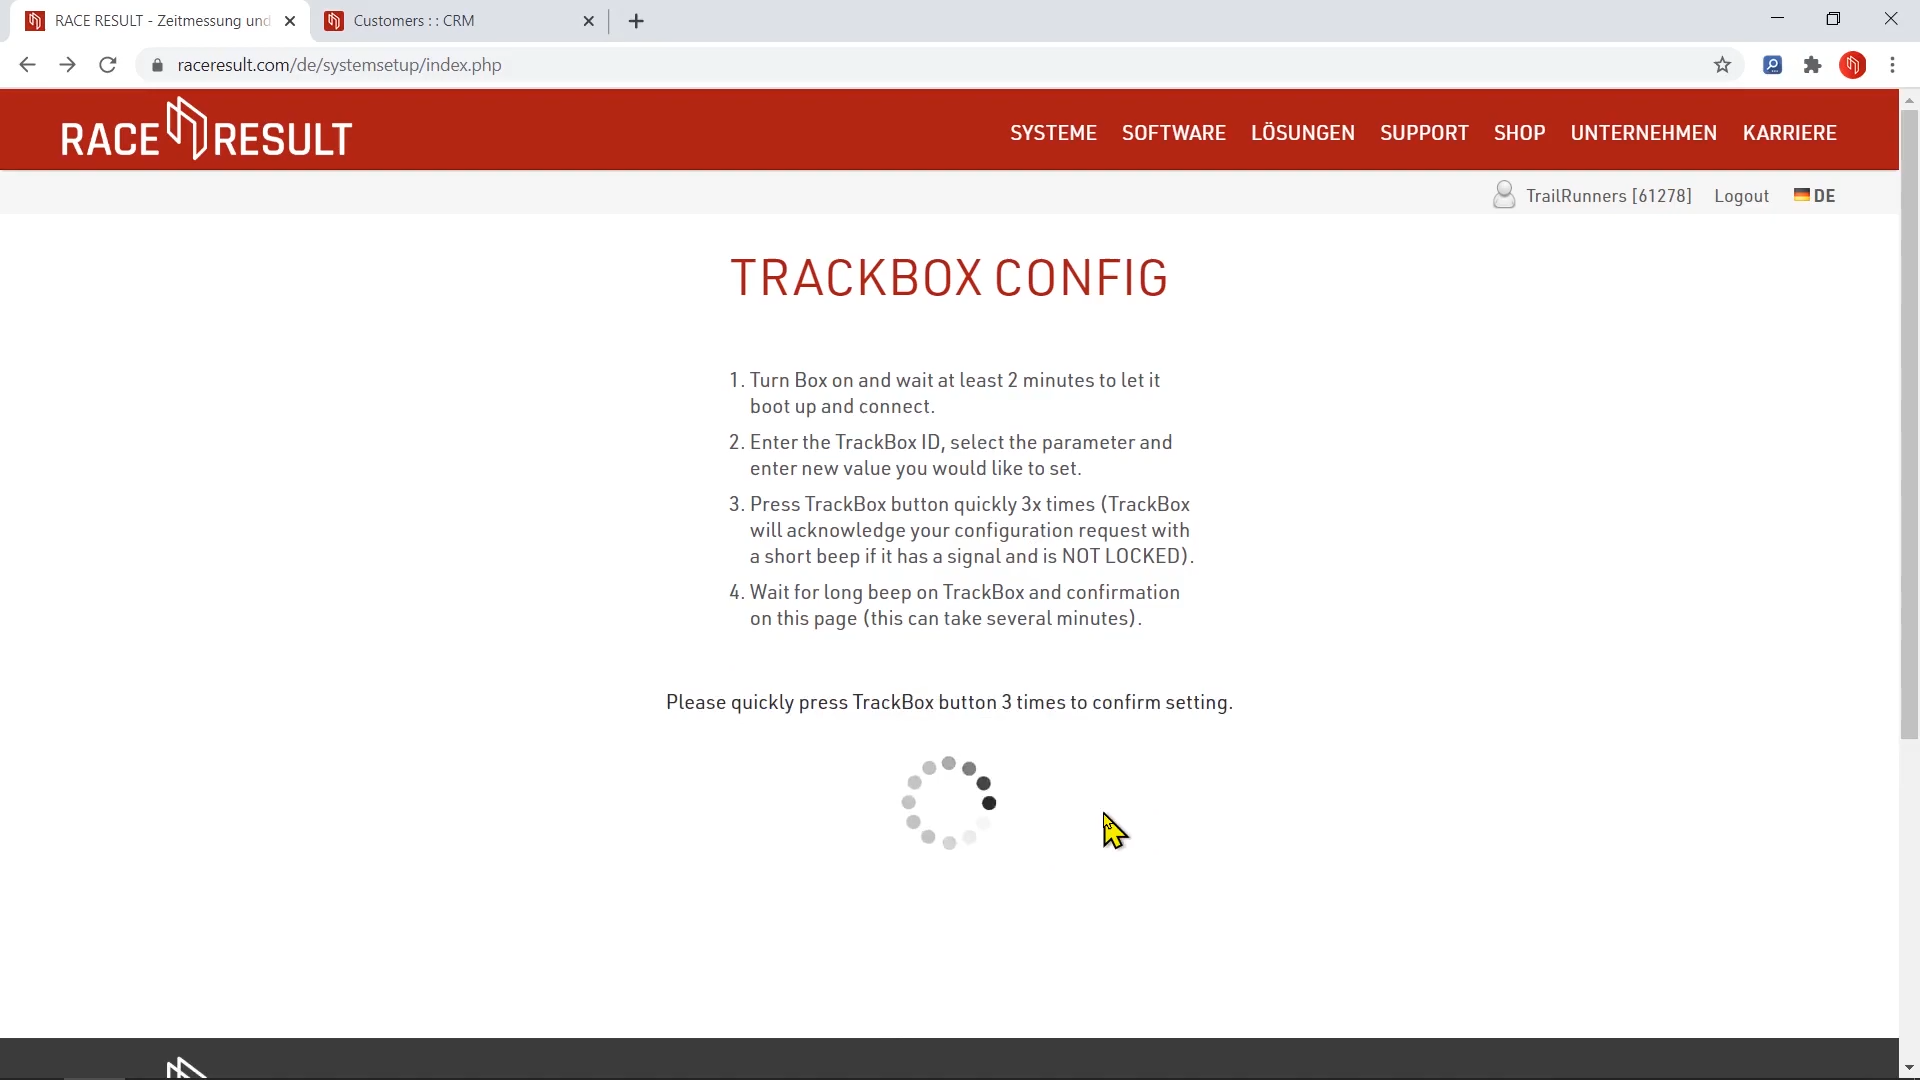 RACE RESULT - Zeitmessung und
Customers : : CRM
raceresult.com/de/systemsetup/index.php
RACE RESULT
SYSTEME SOFTWARE LÖSUNGEN SUPPORT SHOP UNTERNEHMEN KARRIERE
TrailRunners [61278] Logout DE
TRACKBOX CONFIG
1. Turn Box on and wait at least 2 minutes to let it
boot up and connect.
2. Enter the TrackBox ID, select the parameter and
enter new value you would like to set.
3. Press TrackBox button quickly 3x times (TrackBox
will acknowledge your configuration request with
a short beep if it has a signal and is NOT LOCKED).
4. Wait for long beep on TrackBox and confirmation
on this page (this can take several minutes).
Please quickly press TrackBox button 3 times to confirm setting.